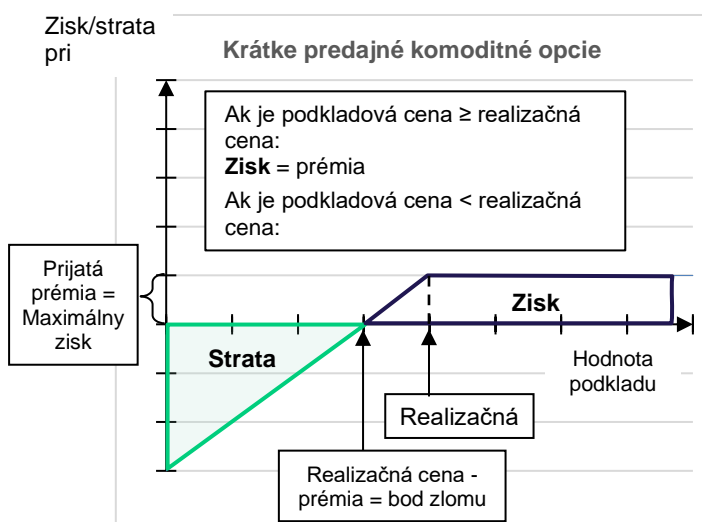 Zisk/strata
pri
Krátke predajné komoditné opcie
Ak je podkladová cena ≥ realizačná
cena:
Zisk = prémia
Ak je podkladová cena < realizačná
cena:
Prijatá
prémia =
Maximálny
zisk
Zisk
Strata
Hodnota
podkladu
Realizačná
Realizačná cena -
prémia = bod zlomu